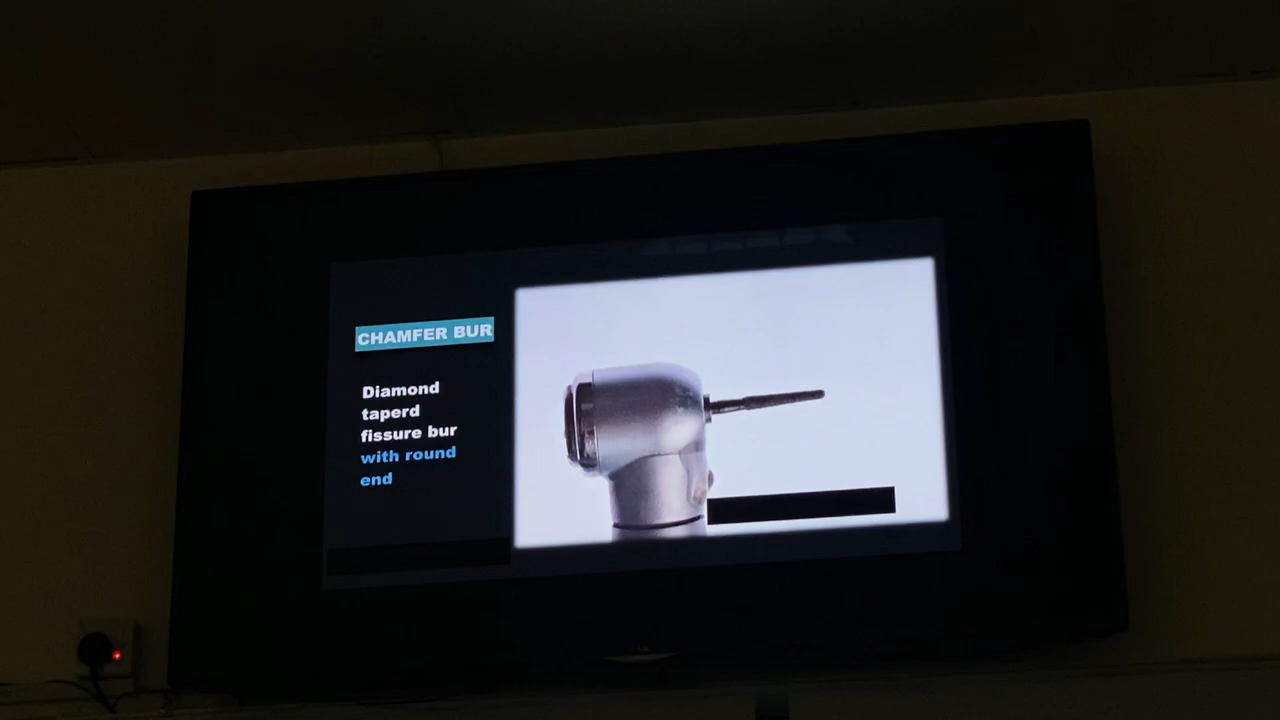 CHAMFER BUR
Diamond
taperd
fissure bur
with round
end